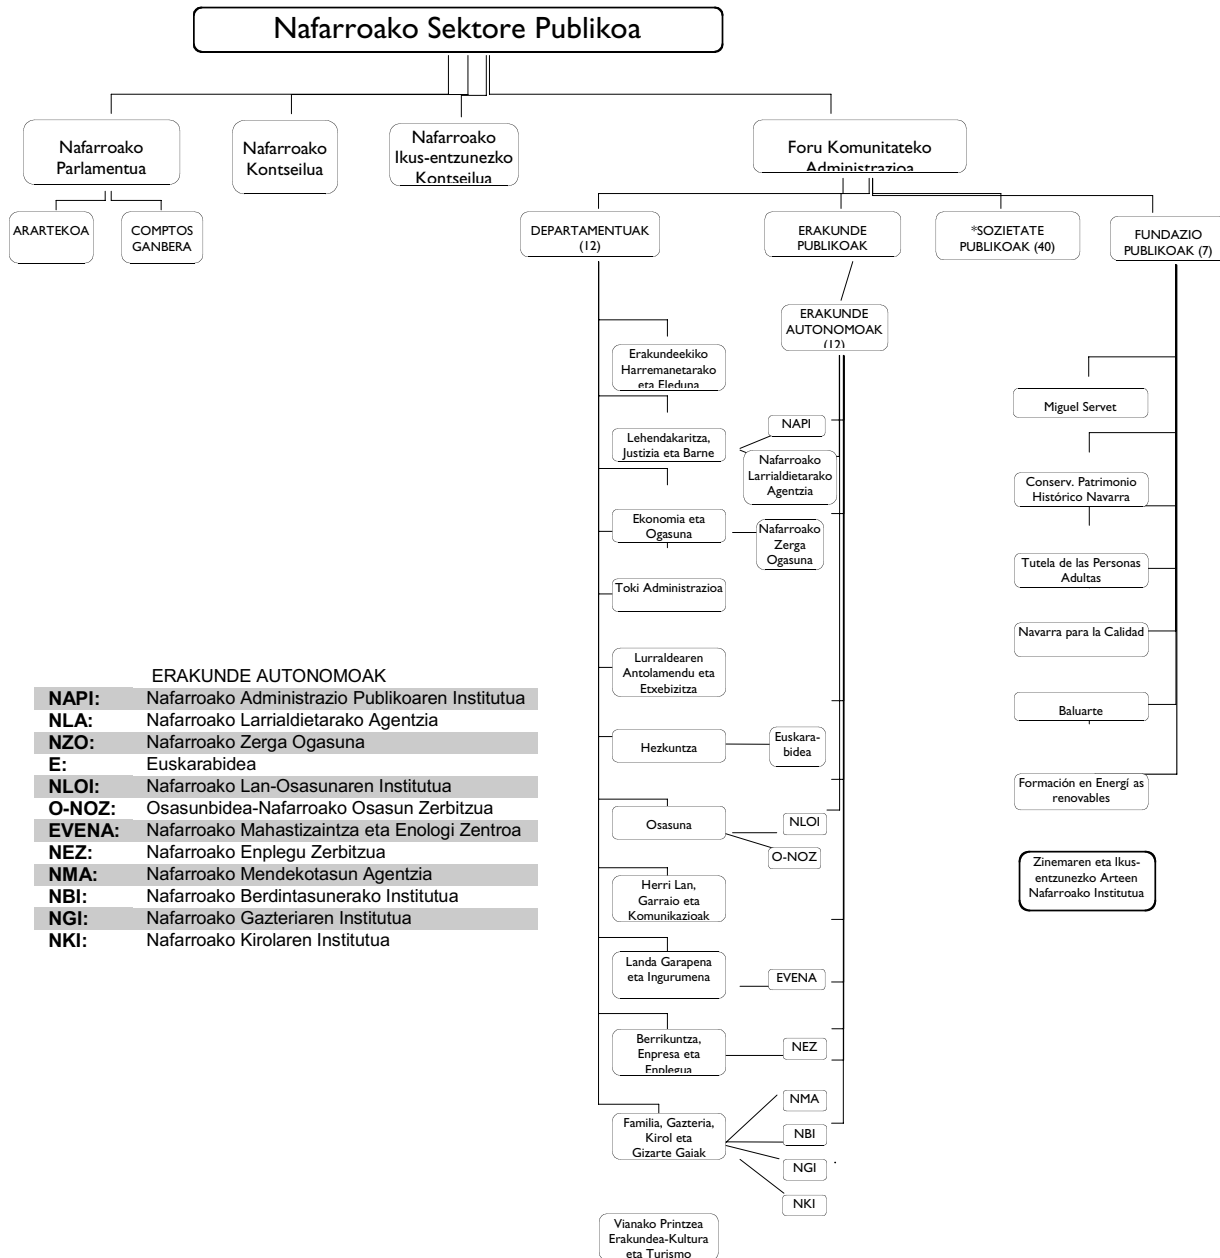 Nafarroako Sektore Publikoa
Nafarroako
Parlamentua
Nafarroako
Kontseilua
Nafarroako
Ikus-entzunezko
Kontseilua
Foru Komunitateko
Administrazioa
ARARTEKOA
COMPTOS
GANBERA
DEPARTAMENTUAK
(12)
ERAKUNDE
PUBLIKOAK
*SOZIETATE
PUBLIKOAK (40)
FUNDAZIO
PUBLIKOAK (7)
ERAKUNDE
AUTONOMOAK
(12)
Erakundeekiko
Harremanetarako
eta Eleduna
Lehendakaritza,
Justizia eta Barne
Ekonomia eta
Ogasuna
Toki Administrazioa
Lurraldearen
Antolamendu eta
Etxebizitza
Hezkuntza
Osasuna
Herri Lan,
Garraio eta
Komunikazioak
Landa Garapena
eta Ingurumena
Berrikuntza,
Enpresa eta
Enplegua
Familia, Gazteria,
Kirol eta
Gizarte Gaiak
Vianako Printzea
Erakundea-Kultura
eta Turismo
NAPI
Nafarroako
Larrialdietarako
Agentzia
Nafarroako
Zerga
Ogasuna
Euskara-
bidea
NLOI
O-NOZ
EVENA
NEZ
NMA
NBI
NGI
NKI
Miguel Servet
Conserv. Patrimonio
Histórico Navarra
Tutela de las Personas
Adultas
Navarra para la Calidad
Baluarte
Formación en Energí as
renovables
Zinemaren eta Ikus-
entzunezko Arteen
Nafarroako Institutua
ERAKUNDE AUTONOMOAK
NAPI: Nafarroako Administrazio Publikoaren Institutua
NLA: Nafarroako Larrialdietarako Agentzia
NZO: Nafarroako Zerga Ogasuna
E: Euskarabidea
NLOI: Nafarroako Lan-Osasunaren Institutua
O-NOZ: Osasunbidea-Nafarroako Osasun Zerbitzua
EVENA: Nafarroako Mahastizaintza eta Enologi Zentroa
NEZ: Nafarroako Enplegu Zerbitzua
NMA: Nafarroako Mendekotasun Agentzia
NBI: Nafarroako Berdintasunerako Institutua
NGI: Nafarroako Gazteriaren Institutua
NKI: Nafarroako Kirolaren Institutua